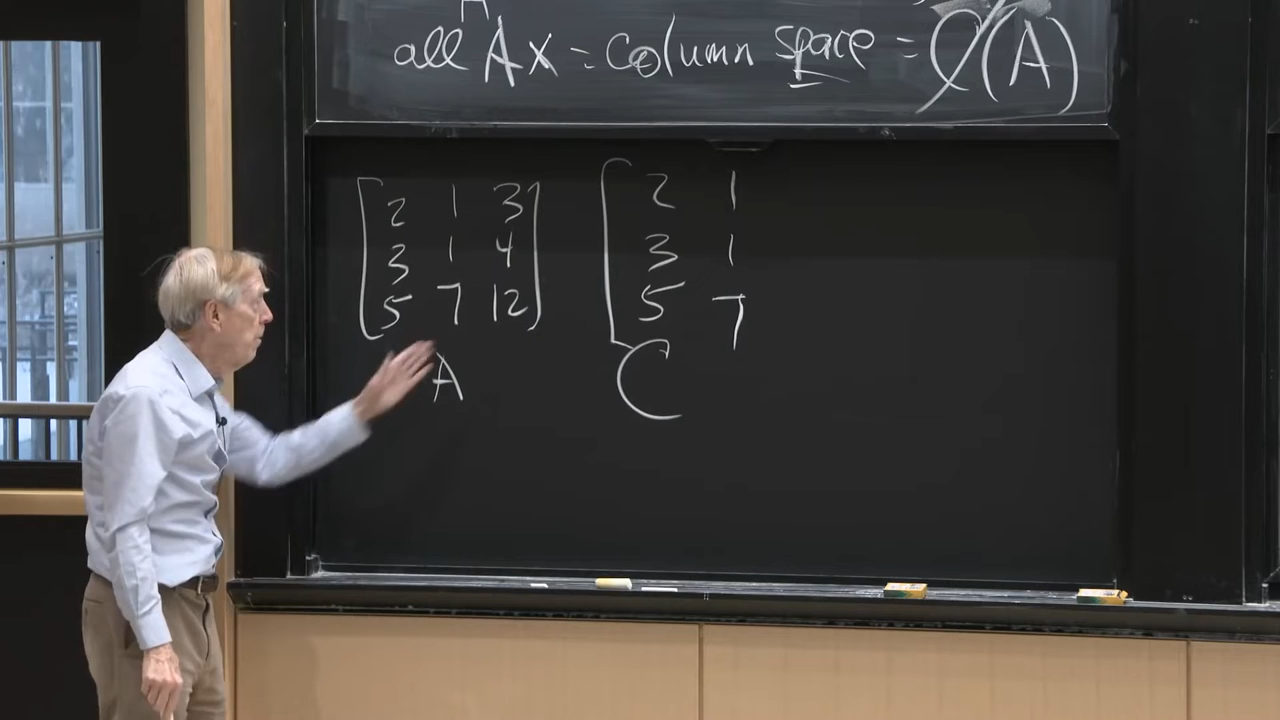 all Ax = Column space = C(A)
2 1 3 2 1
3 1 4 3 1
5 7 12 5 7
A C